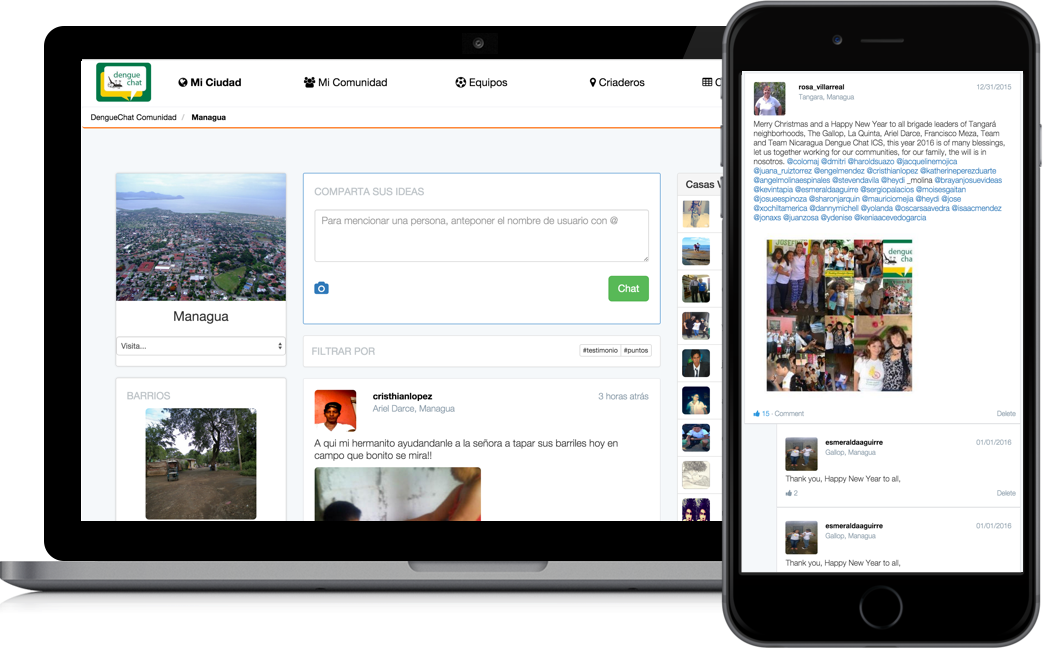 dengue
chat
Mi Ciudad
Mi Comunidad
Equipos
Criaderos
C
DengueChat Comunidad / Managua
Managua
Visita...
BARRIOS
COMPARTA SUS IDEAS
Para mencionar una persona, anteponer el nombre de usuario con @
Chat
FILTRAR POR
#testimonio #puntos
cristhianlopez 3 horas atrás
Ariel Darce, Managua
A qui mi hermanito ayudandanle a la señora a tapar sus barriles hoy en
campo que bonito se mira!!
Casas V
rosa_villarreal 12/31/2015
Tangara, Managua
Merry Christmas and a Happy New Year to all brigade leaders of Tangará
neighborhoods, The Gallop, La Quinta, Ariel Darce, Francisco Meza, Team
and Team Nicaragua Dengue Chat ICS, this year 2016 is of many blessings,
let us together working for our communities, for our family, the will is in
nosotros. @colomaj @dmitri @haroldsuazo @jacquelinemojica
@juana_ruiztorrez @engelmendez @cristhianlopez @katherineperezduarte
@angelmolinaespinales @stevendavila @heydi _molina @brayanjosuevideas
@kevintapia @esmeraldaaguirre @sergiopalacios @moisesgaitan
@josueespinoza @sharonjarquin @mauriciomejia @heydi @jose
@xochiltamerica @dannymichell @yolanda @oscarsaavedra @isaacmendez
@jonaxs @juanzosa @ydenise @keniaacevedogarcia
dengue
cha
15 · Comment Delete
esmeraldaaguirre 01/01/2016
Gallop, Managua
Thank you, Happy New Year to all,
2 Delete
esmeraldaaguirre 01/01/2016
Gallop, Managua
Thank you, Happy New Year to all,